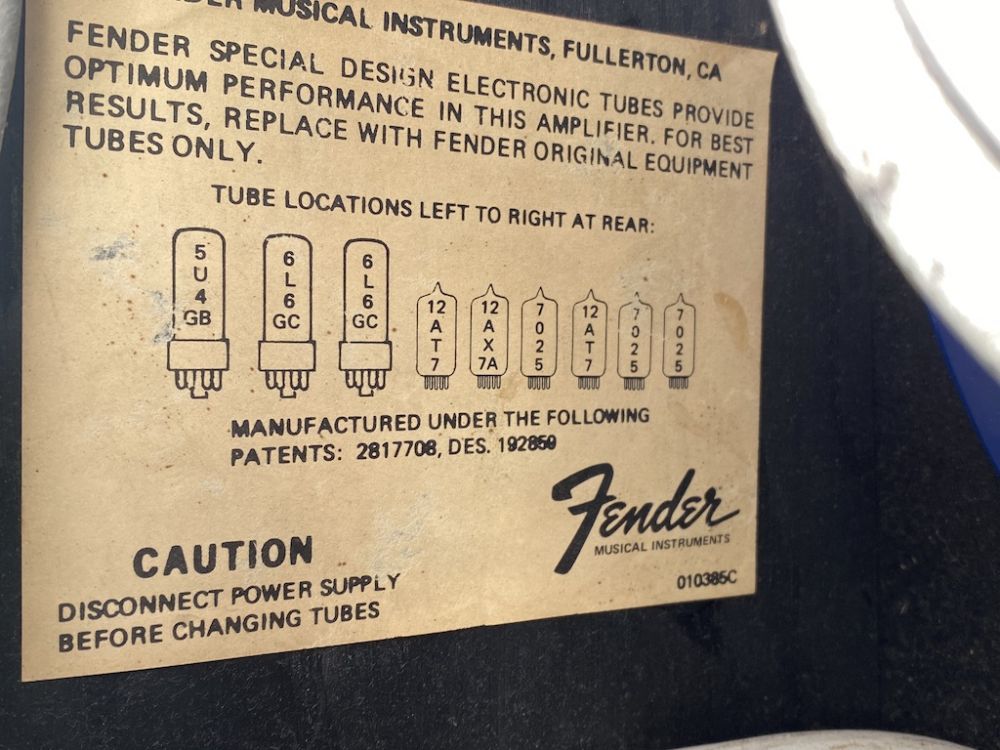 MUSICAL INSTRUMENTS, FULLERTON, CA
FENDER SPECIAL DESIGN ELECTRONIC TUBES PROVIDE
OPTIMUM PERFORMANCE IN THIS AMPLIFIER. FOR BEST
RESULTS, REPLACE WITH FENDER ORIGINAL EQUIPMENT
TUBES ONLY.
TUBE LOCATIONS LEFT TO RIGHT AT REAR:
5U4GB 6L6GC 6L6GC 12AT7 12AX7A 7025 12AT7 7025 7025
MANUFACTURED UNDER THE FOLLOWING
PATENTS: 2817708, DES. 192859
Fender
MUSICAL INSTRUMENTS
010385C
CAUTION
DISCONNECT POWER SUPPLY
BEFORE CHANGING TUBES